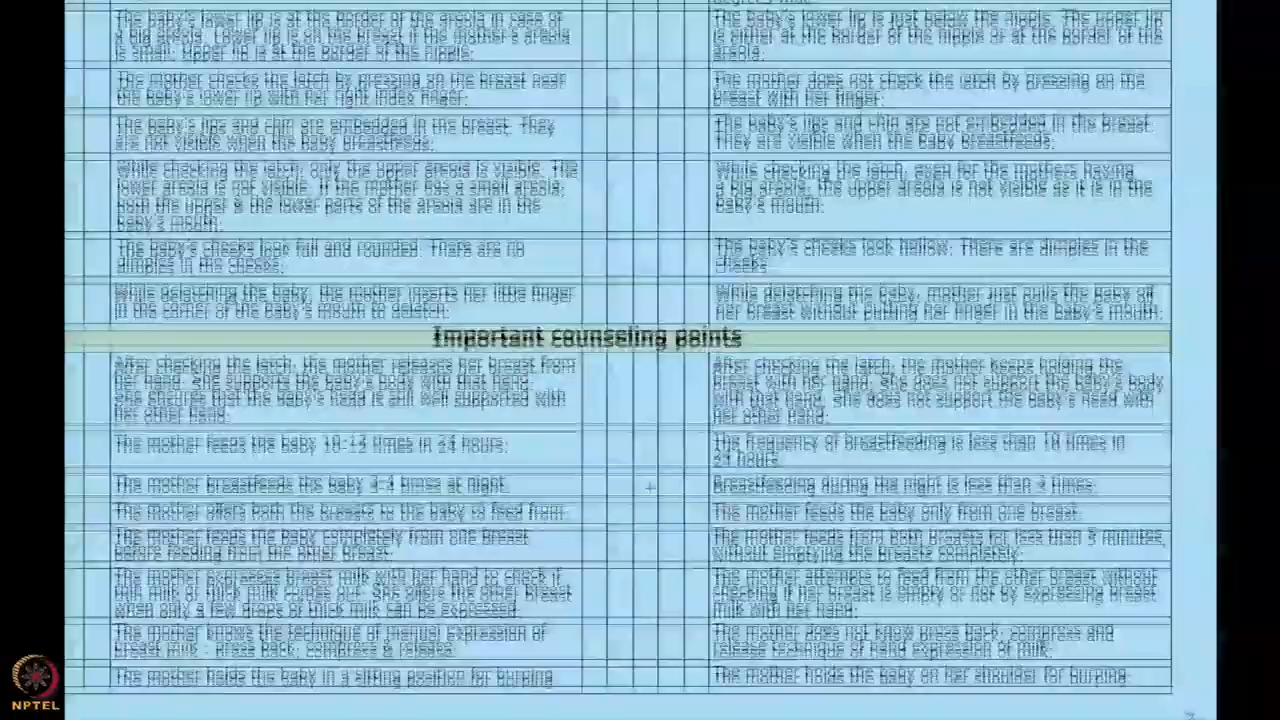 The baby's lower lip is at the border of the areola in case of
a big areola. Lower lip is on the breast if the mother's areola
is small. Upper lip is at the border of the nipple.
The baby's lower lip is just below the nipple. The upper lip
is either at the border of the nipple or at the border of the
areola.
The mother checks the latch by pressing on the breast near
the baby's lower lip with her right index finger.
The mother does not check the latch by pressing on the
breast with her finger.
The baby's lips and chin are embedded in the breast. They
are not visible when the baby breastfeeds.
The baby's lips and chin are not embedded in the breast.
They are visible when the baby breastfeeds.
While checking the latch, only the upper areola is visible. The
lower areola is not visible. If the mother has a small areola,
both the upper & the lower parts of the areola are in the
baby's mouth.
While checking the latch, even for the mothers having
a big areola, the upper areola is not visible as it is in the
baby's mouth.
The baby's cheeks look full and rounded. There are no
dimples in the cheeks.
The baby's cheeks look hollow. There are dimples in the
cheeks
While delatching the baby, the mother inserts her little finger
in the corner of the baby's mouth to delatch.
While delatching the baby, mother just pulls the baby off
her breast without putting her finger in the baby's mouth.
Important counseling points
After checking the latch, the mother releases her breast from
her hand. She supports the baby's body with that hand.
She ensures that the baby's head is still well supported with
her other hand.
After checking the latch, the mother keeps holding the
breast with her hand. She does not support the baby's body
with that hand. She does not support the baby's head with
her other hand.
The mother feeds the baby 10-12 times in 24 hours.
The frequency of breastfeeding is less than 10 times in
24 hours.
The mother breastfeeds the baby 3-4 times at night.
Breastfeeding during the night is less than 3 times.
The mother offers both the breasts to the baby to feed from.
The mother feeds the baby only from one breast.
The mother feeds the baby completely from one breast
before feeding from the other breast.
The mother feeds from both breasts for less than 5 minutes,
without emptying the breasts completely.
The mother expresses breast milk with her hand to check if
thin milk or thick milk comes out. She offers the other breast
when only a few drops of thick milk can be expressed.
The mother attempts to feed from the other breast without
checking if her breast is empty or not by expressing breast
milk with her hand.
The mother knows the technique of manual expression of
breast milk - press back, compress & release.
The mother does not know press back, compress and
release technique of hand expression of milk.
The mother holds the baby in a sitting position for burping
The mother holds the baby on her shoulder for burping.
NPTEL